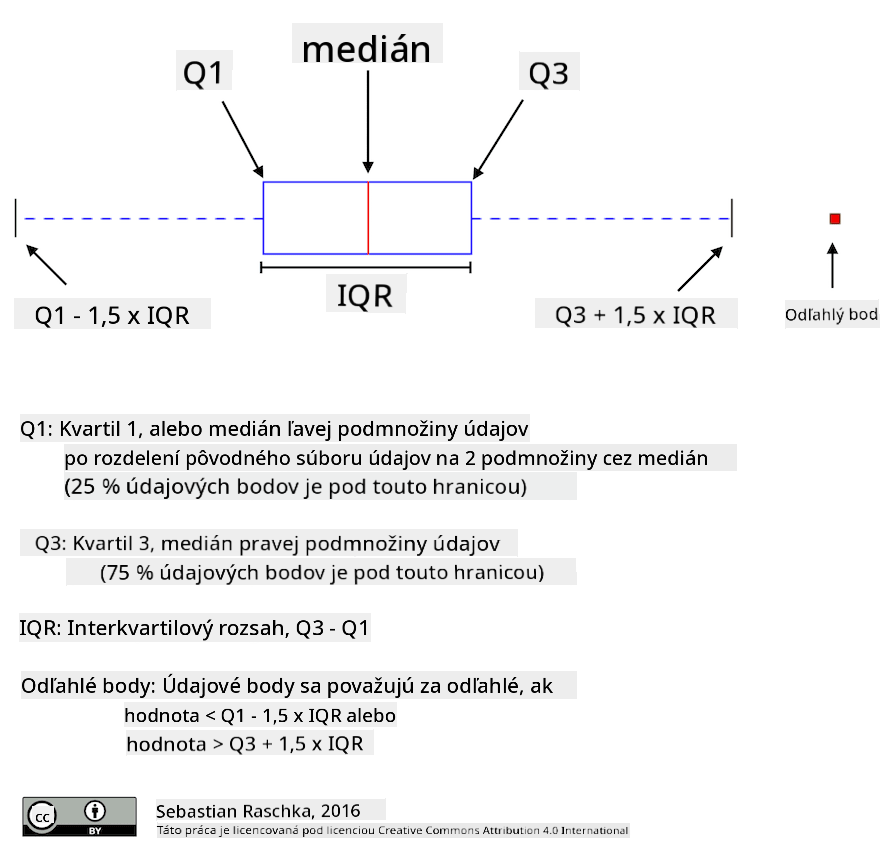 medián
Q1
Q3
IQR
Q1 - 1,5 x IQR
Q3 + 1,5 x IQR
Odľahlý bod
Q1: Kvartil 1, alebo medián ľavej podmnožiny údajov
po rozdelení pôvodného súboru údajov na 2 podmnožiny cez medián
(25 % údajových bodov je pod touto hranicou)
Q3: Kvartil 3, medián pravej podmnožiny údajov
(75 % údajových bodov je pod touto hranicou)
IQR: Interkvartilový rozsah, Q3 - Q1
Odľahlé body: Údajové body sa považujú za odľahlé, ak
hodnota < Q1 - 1,5 x IQR alebo
hodnota > Q3 + 1,5 x IQR
cc
BY
Sebastian Raschka, 2016
Táto práca je licencovaná pod licenciou Creative Commons Attribution 4.0 International